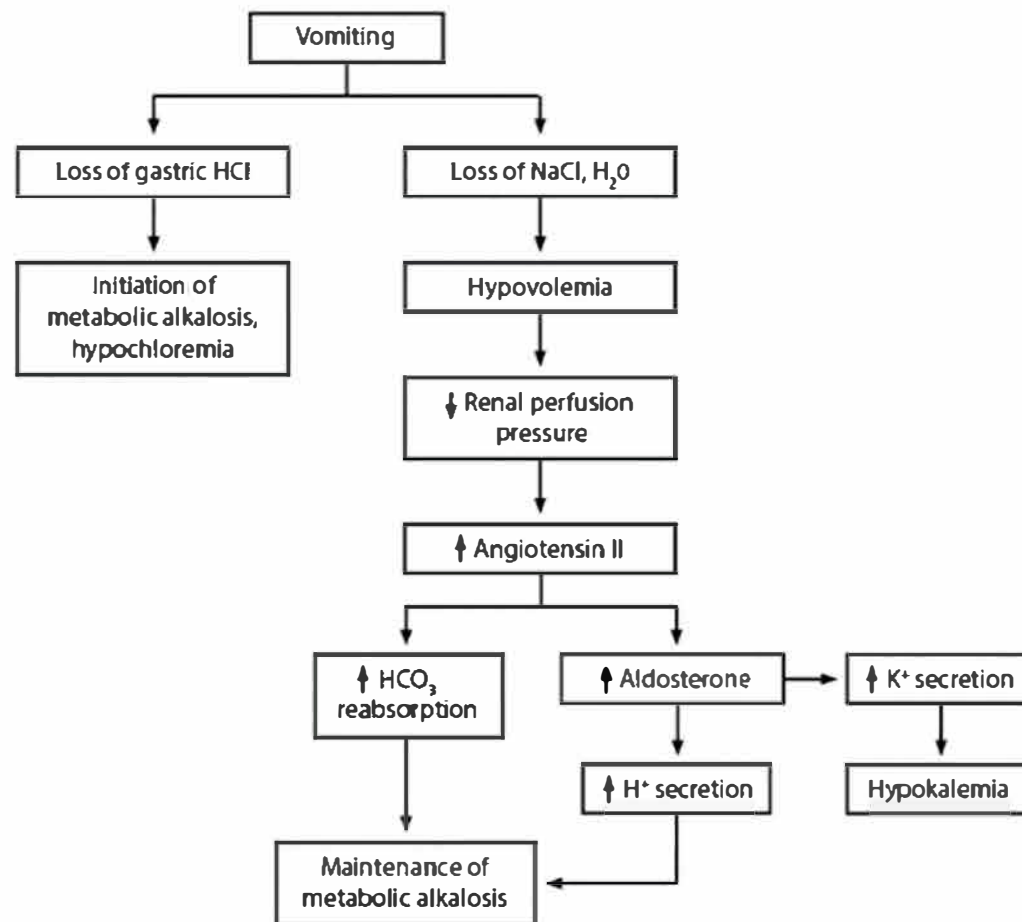 Vomiting
Loss of gastric HCl
Loss of NaCl, H₂0
Initiation of
metabolic alkalosis,
hypochloremia
Hypovolemia
↓ Renal perfusion
pressure
↑ Angiotensin II
↑ HCO₃
reabsorption
↑ Aldosterone
↑ K⁺ secretion
↑ H⁺ secretion
Hypokalemia
Maintenance of
metabolic alkalosis